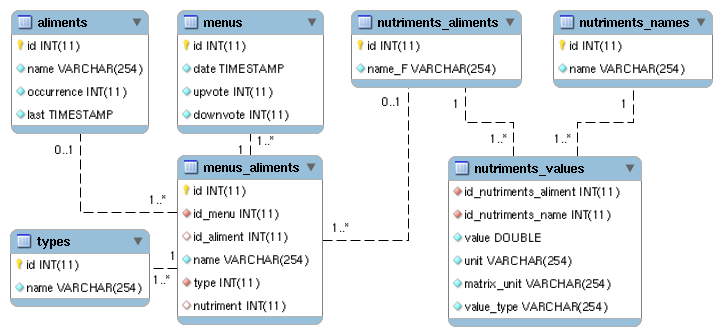 aliments
id INT(11)
name VARCHAR(254)
occurrence INT(11)
last TIMESTAMP
menus
id INT(11)
date TIMESTAMP
upvote INT(11)
downvote INT(11)
nutriments_aliments
id INT(11)
name_F VARCHAR(254)
nutriments_names
id INT(11)
name VARCHAR(254)
0..1
1..*
1
1..*
0..1
1..*
1
1..*
1
1..*
menus_aliments
id INT(11)
id_menu INT(11)
id_aliment INT(11)
name VARCHAR(254)
type INT(11)
nutriment INT(11)
nutriments_values
id_nutriments_aliment INT(11)
id_nutriments_name INT(11)
value DOUBLE
unit VARCHAR(254)
matrix_unit VARCHAR(254)
value_type VARCHAR(254)
types
id INT(11)
name VARCHAR(254)
1
1..*